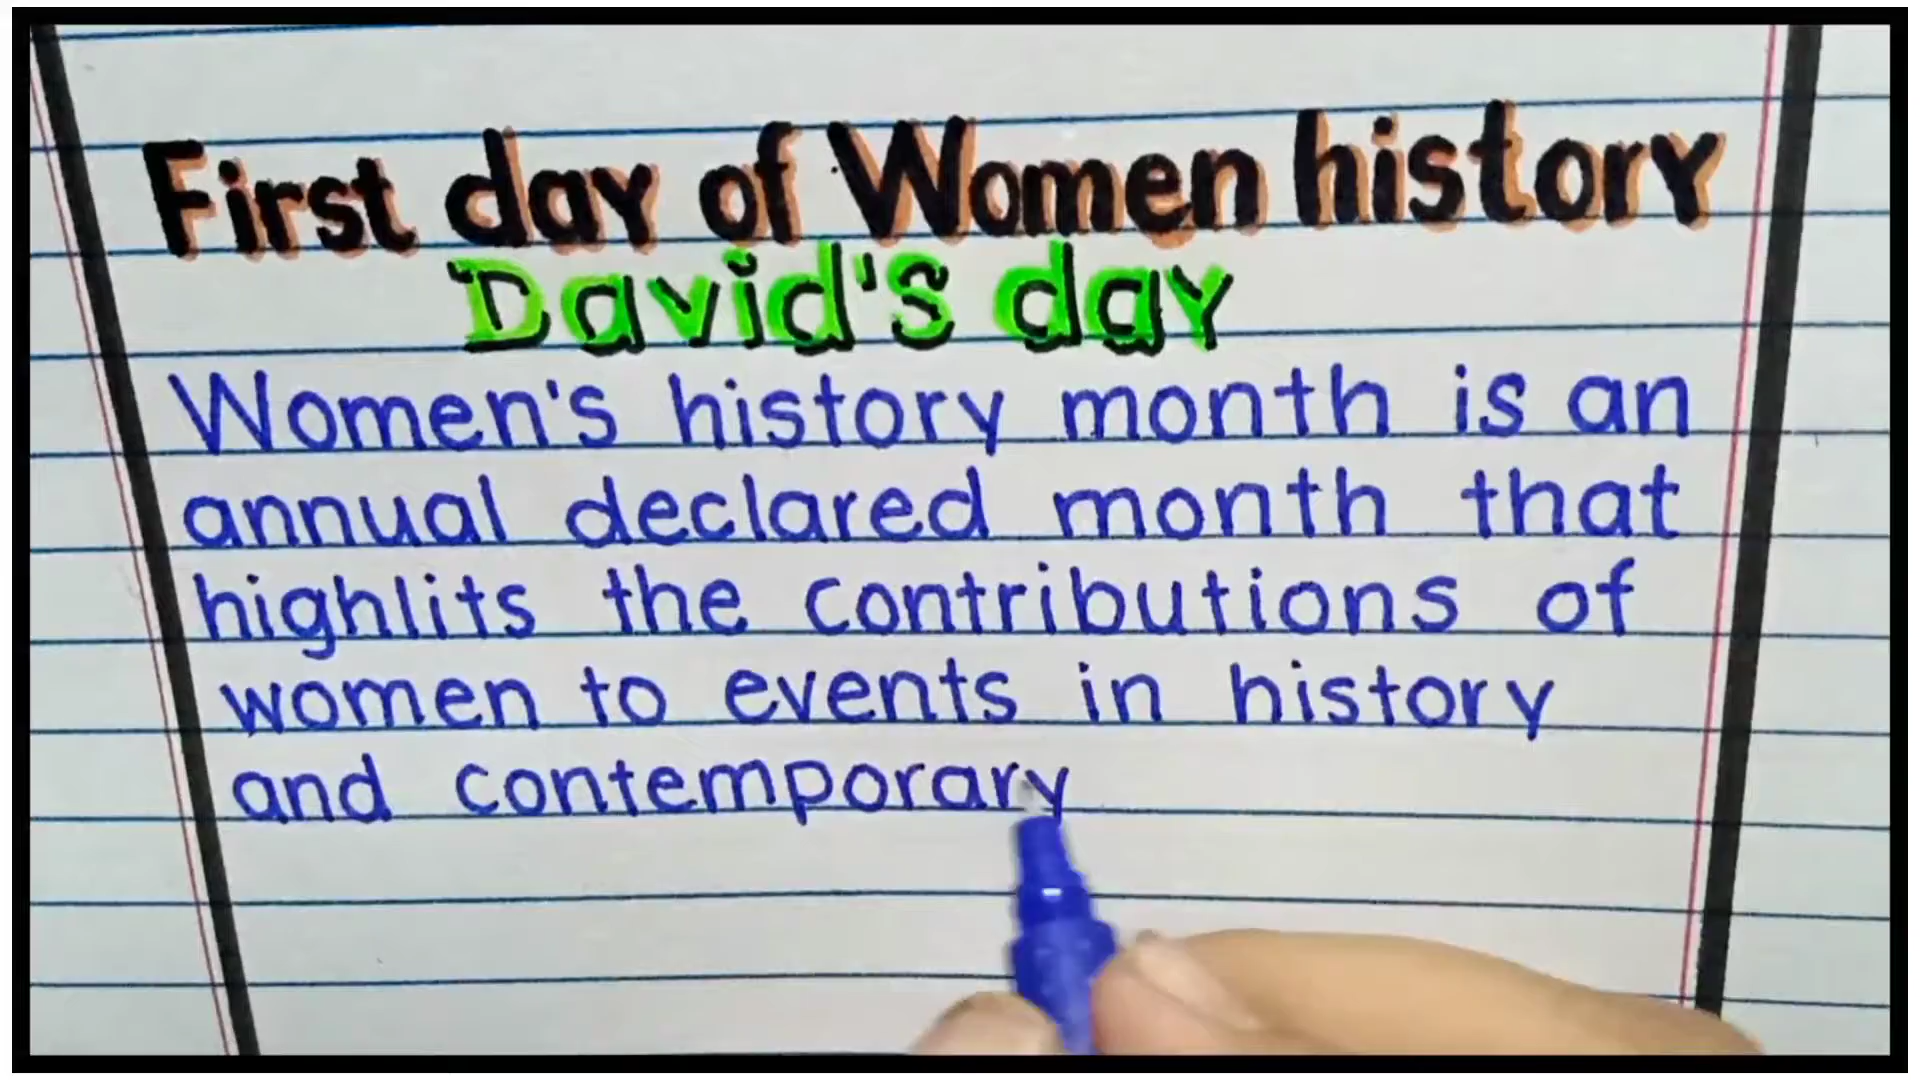 First day of Women history
David's day
Women's history month is an
annual declared month that
highlits the contributions of
women to events in history
and contemporary